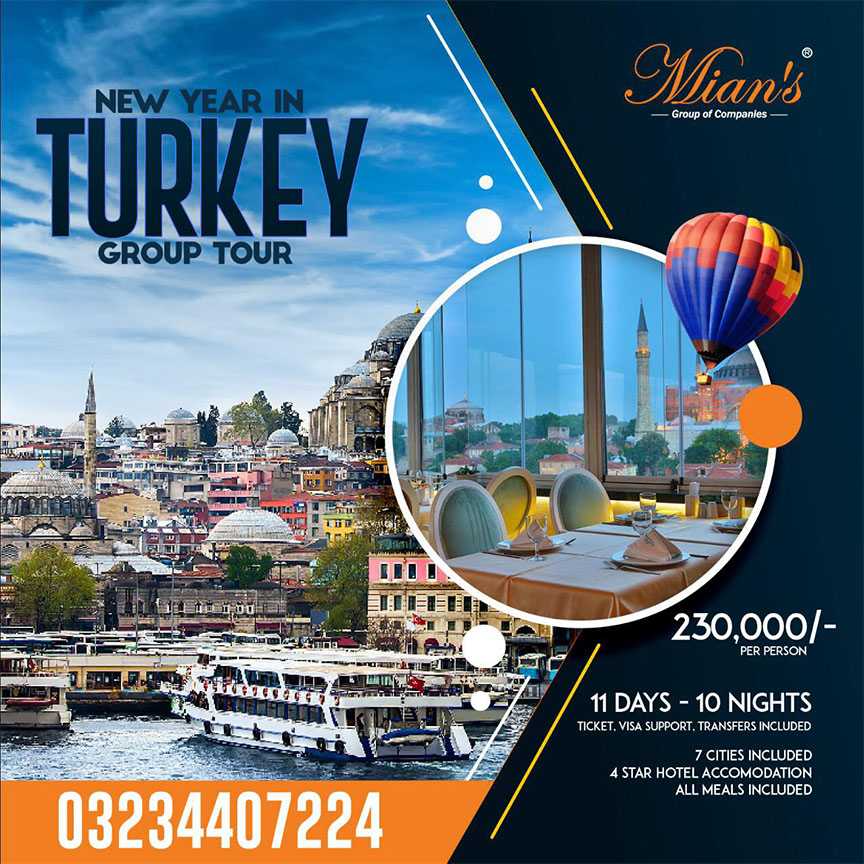 NEW YEAR IN
TURKEY
GROUP TOUR
Mian's®
Group of Companies
230,000/-
PER PERSON
11 DAYS - 10 NIGHTS
TICKET, VISA SUPPORT, TRANSFERS INCLUDED
7 CITIES INCLUDED
4 STAR HOTEL ACCOMODATION
ALL MEALS INCLUDED
03234407224